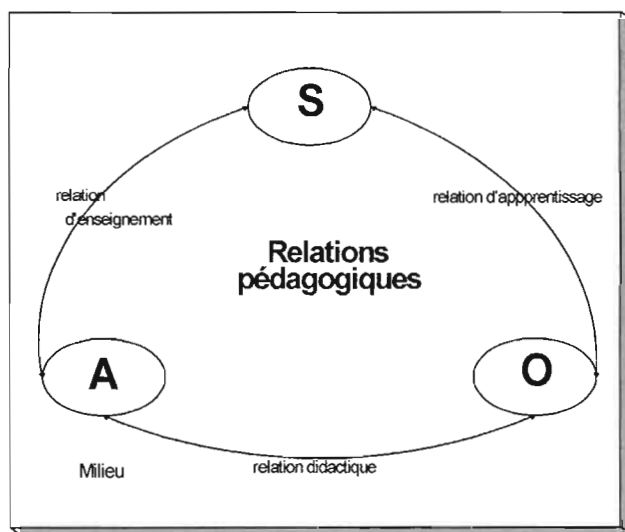 S
relation
d'enseignement
relation d'appprentissage
Relations
pédagogiques
A
O
Milieu
relation didactique